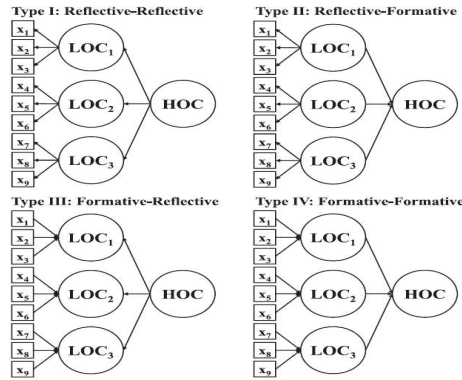 Type I: Reflective–Reflective
x1
x2
x3
x4
x5
x6
x7
x8
x9
LOC1
LOC2
LOC3
HOC
Type II: Reflective–Formative
x1
x2
x3
x4
x5
x6
x7
x8
x9
LOC1
LOC2
LOC3
HOC
Type III: Formative–Reflective
x1
x2
x3
x4
x5
x6
x7
x8
x9
LOC1
LOC2
LOC3
HOC
Type IV: Formative–Formative
x1
x2
x3
x4
x5
x6
x7
x8
x9
LOC1
LOC2
LOC3
HOC